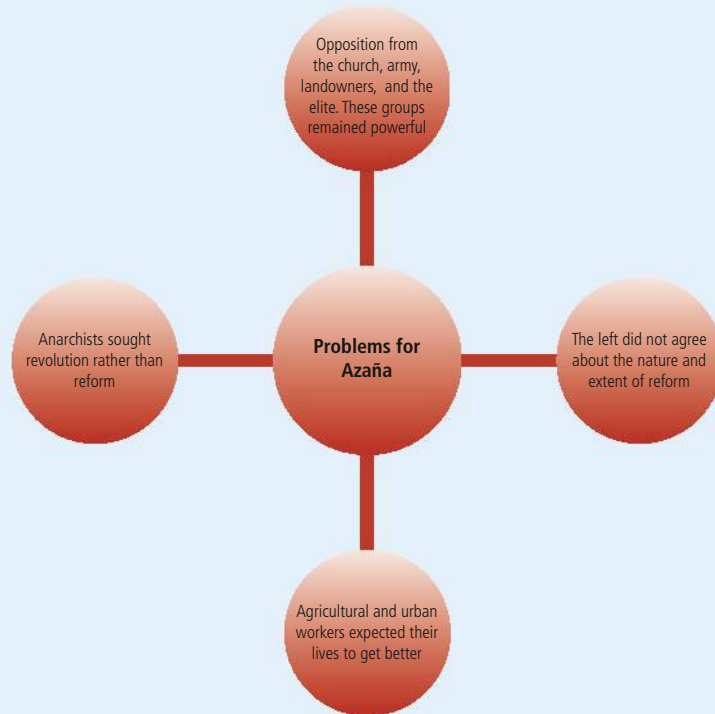 Opposition from
the church, army,
landowners, and the
elite. These groups
remained powerful
Anarchists sought
revolution rather than
reform
Problems for
Azaña
The left did not agree
about the nature and
extent of reform
Agricultural and urban
workers expected their
lives to get better